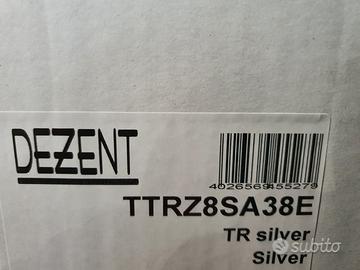 DEZENT
4026569455279
TTRZ8SA38E
TR silver
Silver
subito